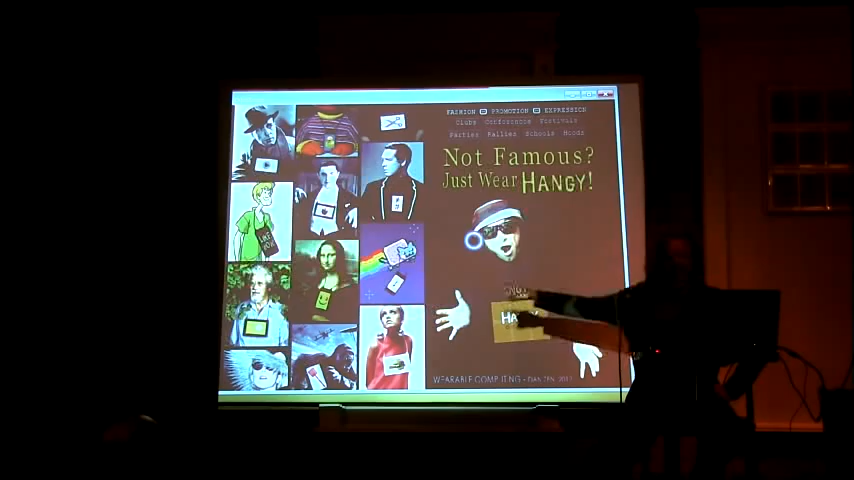 FASHION PROMOTION EXPRESSION
Clubs Conferences Festivals
Parties Rallies Schools Hoods
Not Famous?
Just Wear HANGY!
WEARABLE COMPUTING